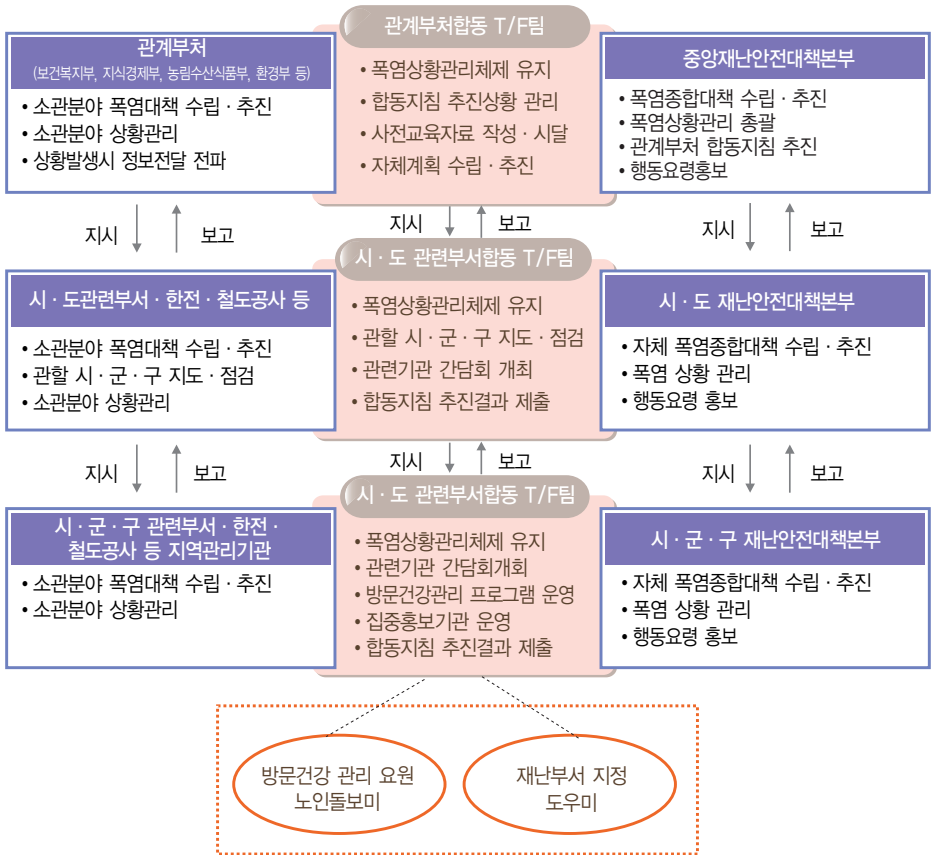 관계부처
(보건복지부, 지식경제부, 농림수산식품부, 환경부 등)
• 소관분야 폭염대책 수립 · 추진
• 소관분야 상황관리
• 상황발생시 정보전달 전파
관계부처합동 T/F팀
• 폭염상황관리체제 유지
• 합동지침 추진상황 관리
• 사전교육자료 작성 · 시달
• 자체계획 수립 · 추진
중앙재난안전대책본부
• 폭염종합대책 수립 · 추진
• 폭염상황관리 총괄
• 관계부처 합동지침 추진
• 행동요령홍보
지시
보고
지시
보고
지시
보고
시 · 도관련부서 · 한전 · 철도공사 등
• 소관분야 폭염대책 수립 · 추진
• 관할 시 · 군 · 구 지도 · 점검
• 소관분야 상황관리
시 · 도 관련부서합동 T/F팀
• 폭염상황관리체제 유지
• 관할 시 · 군 · 구 지도 · 점검
• 관련기관 간담회 개최
• 합동지침 추진결과 제출
시 · 도 재난안전대책본부
• 자체 폭염종합대책 수립 · 추진
• 폭염 상황 관리
• 행동요령 홍보
지시
보고
지시
보고
지시
보고
시 · 군 · 구 관련부서 · 한전 ·
철도공사 등 지역관리기관
• 소관분야 폭염대책 수립 · 추진
• 소관분야 상황관리
시 · 도 관련부서합동 T/F팀
• 폭염상황관리체제 유지
• 관련기관 간담회개회
• 방문건강관리 프로그램 운영
• 집중홍보기관 운영
• 합동지침 추진결과 제출
시 · 군 · 구 재난안전대책본부
• 자체 폭염종합대책 수립 · 추진
• 폭염 상황 관리
• 행동요령 홍보
방문건강 관리 요원
노인돌보미
재난부서 지정
도우미